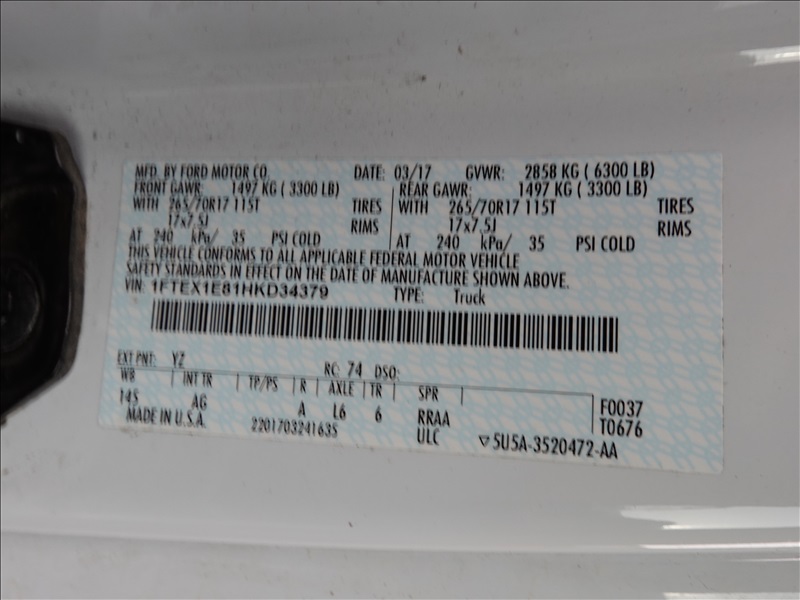 MFD. BY FORD MOTOR CO. DATE: 03/17 GVWR: 2858 KG ( 6300 LB)
FRONT GAWR: 1497 KG ( 3300 LB) REAR GAWR: 1497 KG ( 3300 LB)
WITH 265/70R17 115T TIRES WITH 265/70R17 115T TIRES
17x7.5J RIMS 17x7.5J RIMS
AT 240 kPa/ 35 PSI COLD AT 240 kPa/ 35 PSI COLD
THIS VEHICLE CONFORMS TO ALL APPLICABLE FEDERAL MOTOR VEHICLE
SAFETY STANDARDS IN EFFECT ON THE DATE OF MANUFACTURE SHOWN ABOVE.
VIN: 1FTEX1E81HKD34379 TYPE: Truck
EXT PNT: YZ RC: 74 DSO:
WB INT TR TP/PS R AXLE TR SPR
145 AG A L6 6 RRAA F0037
MADE IN U.S.A. 2201703241635 ULC T0676
▽5U5A-3520472-AA